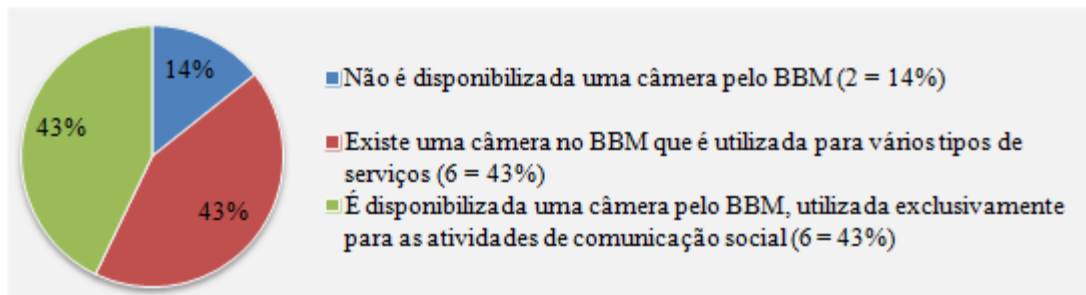 14%
43%
43%
Não é disponibilizada uma câmera pelo BBM (2 = 14%)
Existe uma câmera no BBM que é utilizada para vários tipos de
serviços (6 = 43%)
É disponibilizada uma câmera pelo BBM, utilizada exclusivamente
para as atividades de comunicação social (6 = 43%)